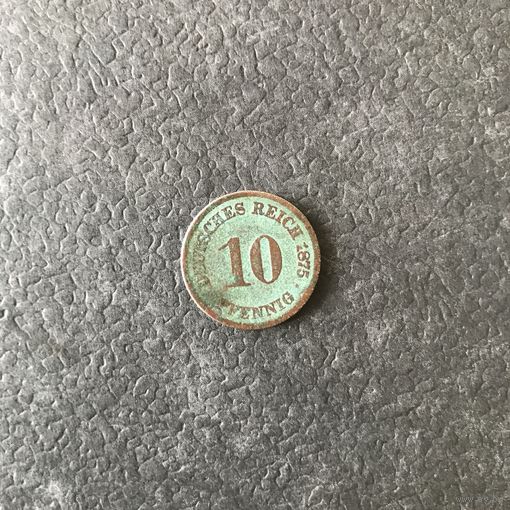 DEUTSCHES REICH 1875
10
PFENNIG